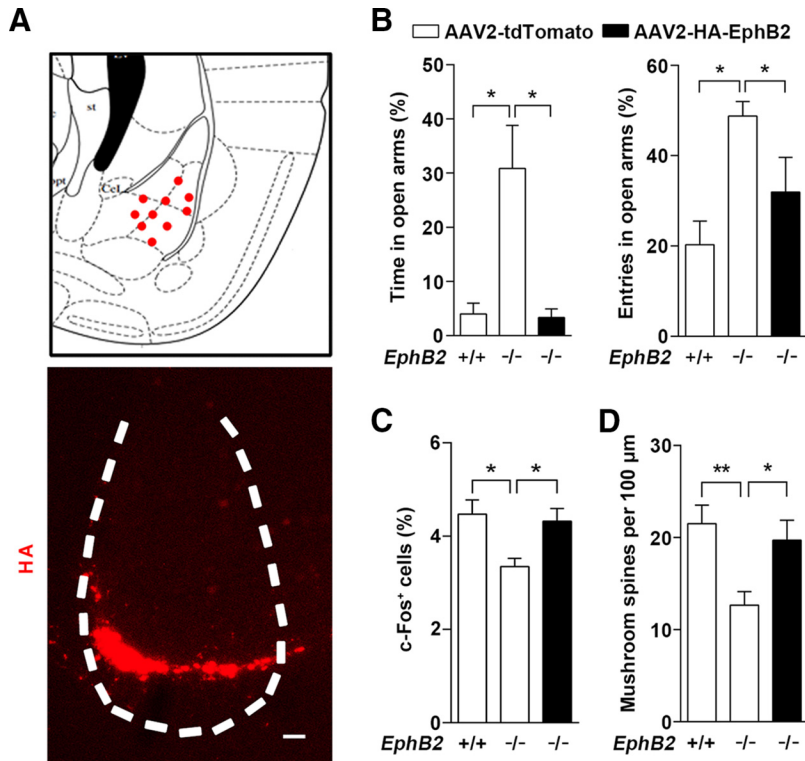 A
st
opt
CeL
HA
B
AAV2-tdTomato AAV2-HA-EphB2
Time in open arms (%)
50
40
30
20
10
0
* *
EphB2 +/+ -/- -/-
Entries in open arms (%)
60
40
20
0
* *
+/+ -/- -/-
C
c-Fos⁺ cells (%)
6
4
2
0
* *
EphB2 +/+ -/- -/-
D
Mushroom spines per 100 µm
30
20
10
0
** *
EphB2 +/+ -/- -/-